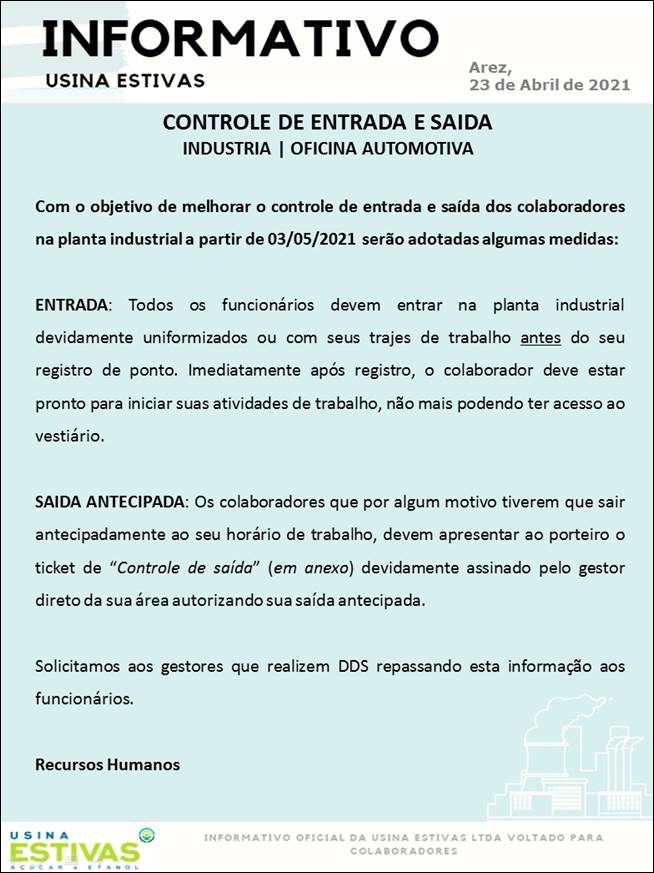 INFORMATIVO
USINA ESTIVAS
Arez,
23 de Abril de 2021
CONTROLE DE ENTRADA E SAIDA
INDUSTRIA | OFICINA AUTOMOTIVA
Com o objetivo de melhorar o controle de entrada e saída dos colaboradores
na planta industrial a partir de 03/05/2021 serão adotadas algumas medidas:
ENTRADA: Todos os funcionários devem entrar na planta industrial
devidamente uniformizados ou com seus trajes de trabalho antes do seu
registro de ponto. Imediatamente após registro, o colaborador deve estar
pronto para iniciar suas atividades de trabalho, não mais podendo ter acesso ao
vestiário.
SAIDA ANTECIPADA: Os colaboradores que por algum motivo tiverem que sair
antecipadamente ao seu horário de trabalho, devem apresentar ao porteiro o
ticket de “Controle de saída” (em anexo) devidamente assinado pelo gestor
direto da sua área autorizando sua saída antecipada.
Solicitamos aos gestores que realizem DDS repassando esta informação aos
funcionários.
Recursos Humanos
USINA
ESTIVAS
AÇÚCAR e ETANOL
INFORMATIVO OFICIAL DA USINA ESTIVAS LTDA VOLTADO PARA
COLABORADORES